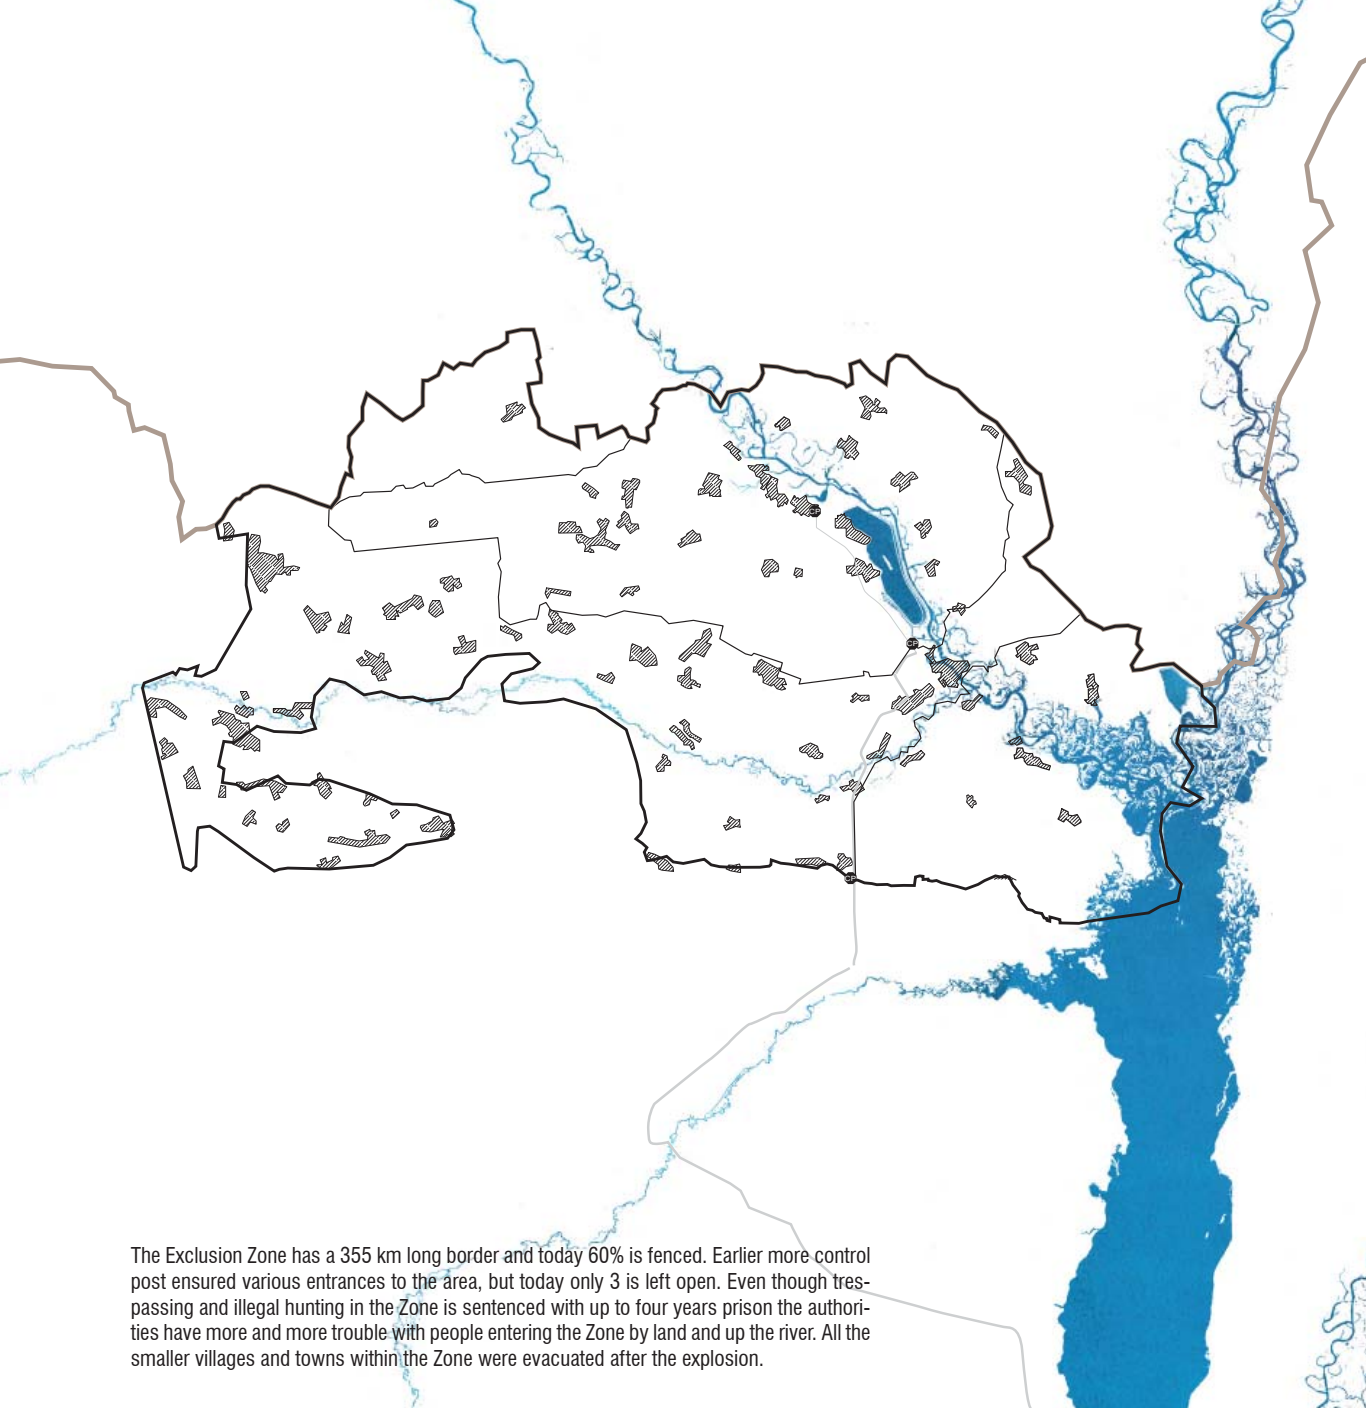 CP
CP
CP
The Exclusion Zone has a 355 km long border and today 60% is fenced. Earlier more control
post ensured various entrances to the area, but today only 3 is left open. Even though tres-
passing and illegal hunting in the Zone is sentenced with up to four years prison the authori-
ties have more and more trouble with people entering the Zone by land and up the river. All the
smaller villages and towns within the Zone were evacuated after the explosion.